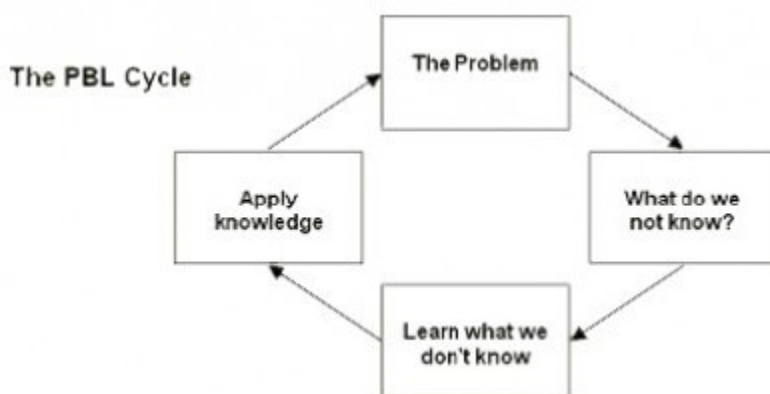 The PBL Cycle
The Problem
What do we
not know?
Learn what we
don't know
Apply
knowledge